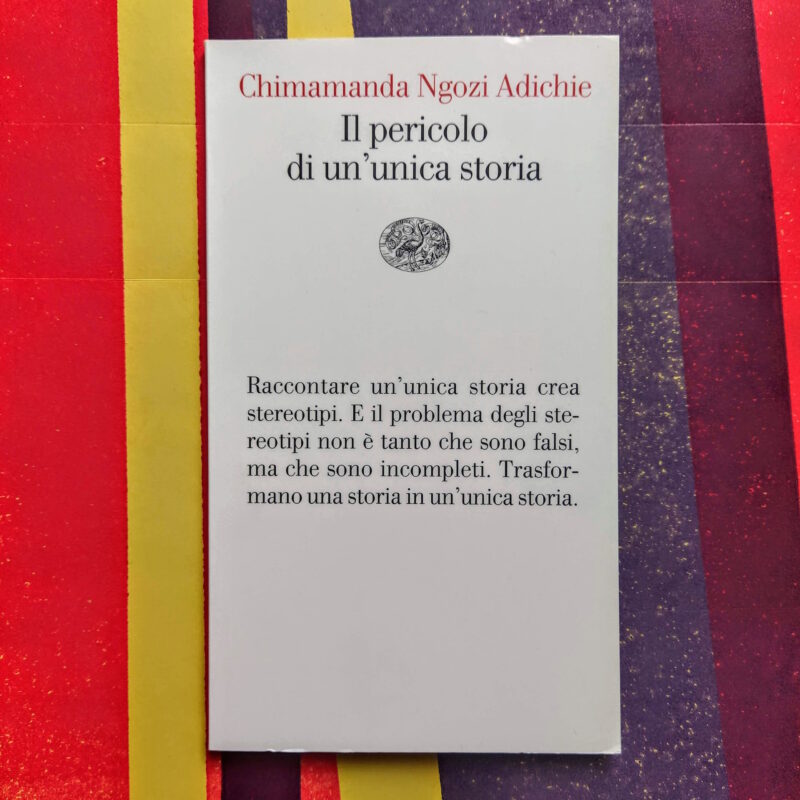 Chimamanda Ngozi Adichie
Il pericolo
di un’unica storia
Raccontare un’unica storia crea
stereotipi. E il problema degli ste-
reotipi non è tanto che sono falsi,
ma che sono incompleti. Trasfor-
mano una storia in un’unica storia.